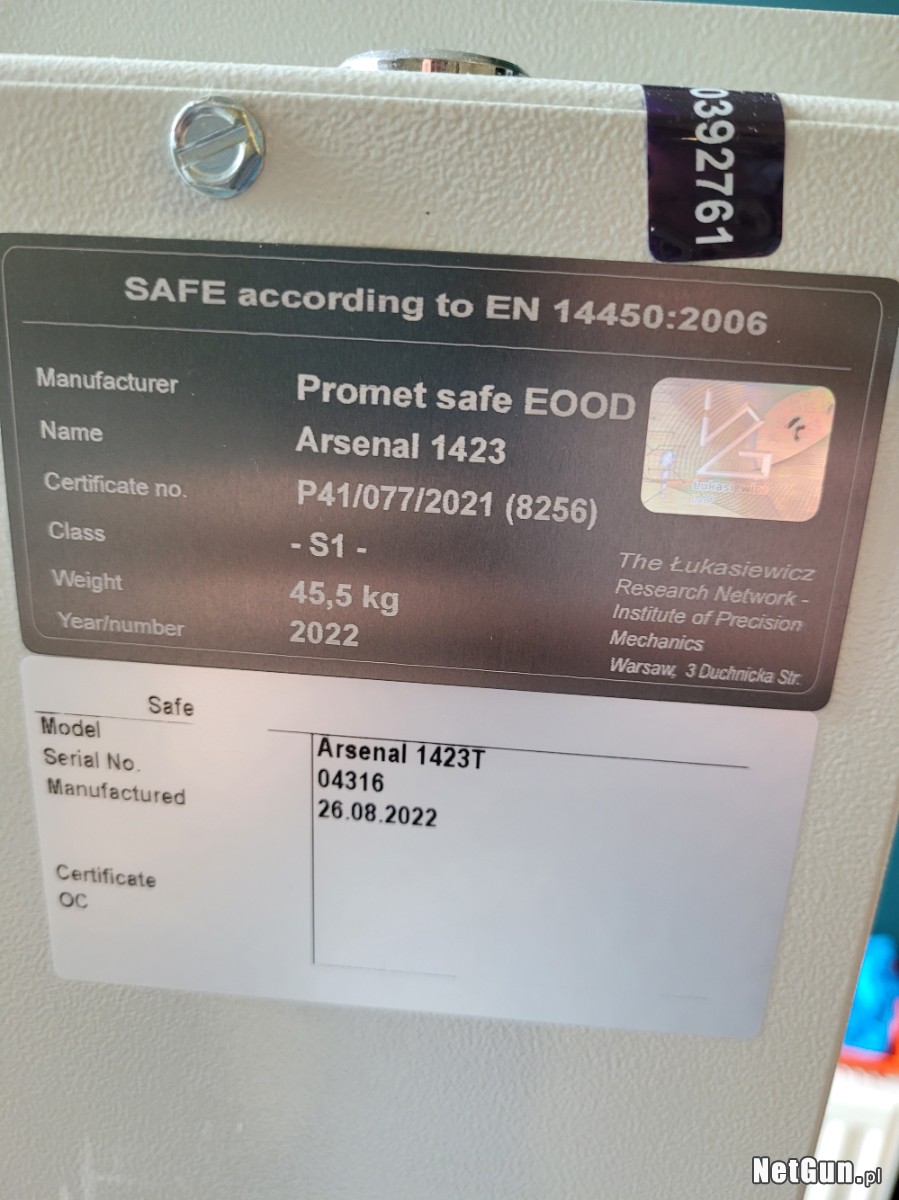 0392761
SAFE according to EN 14450:2006
Manufacturer Promet safe EOOD
Name Arsenal 1423
Certificate no. P41/077/2021 (8256)
Class - S1 -
Weight 45,5 kg
Year/number 2022
Łukasiewicz
The Łukasiewicz
Research Network -
Institute of Precision
Mechanics
Warsaw, 3 Duchnicka Str.
Safe
Model Arsenal 1423T
Serial No. 04316
Manufactured 26.08.2022
Certificate
OC
NetGun.pl